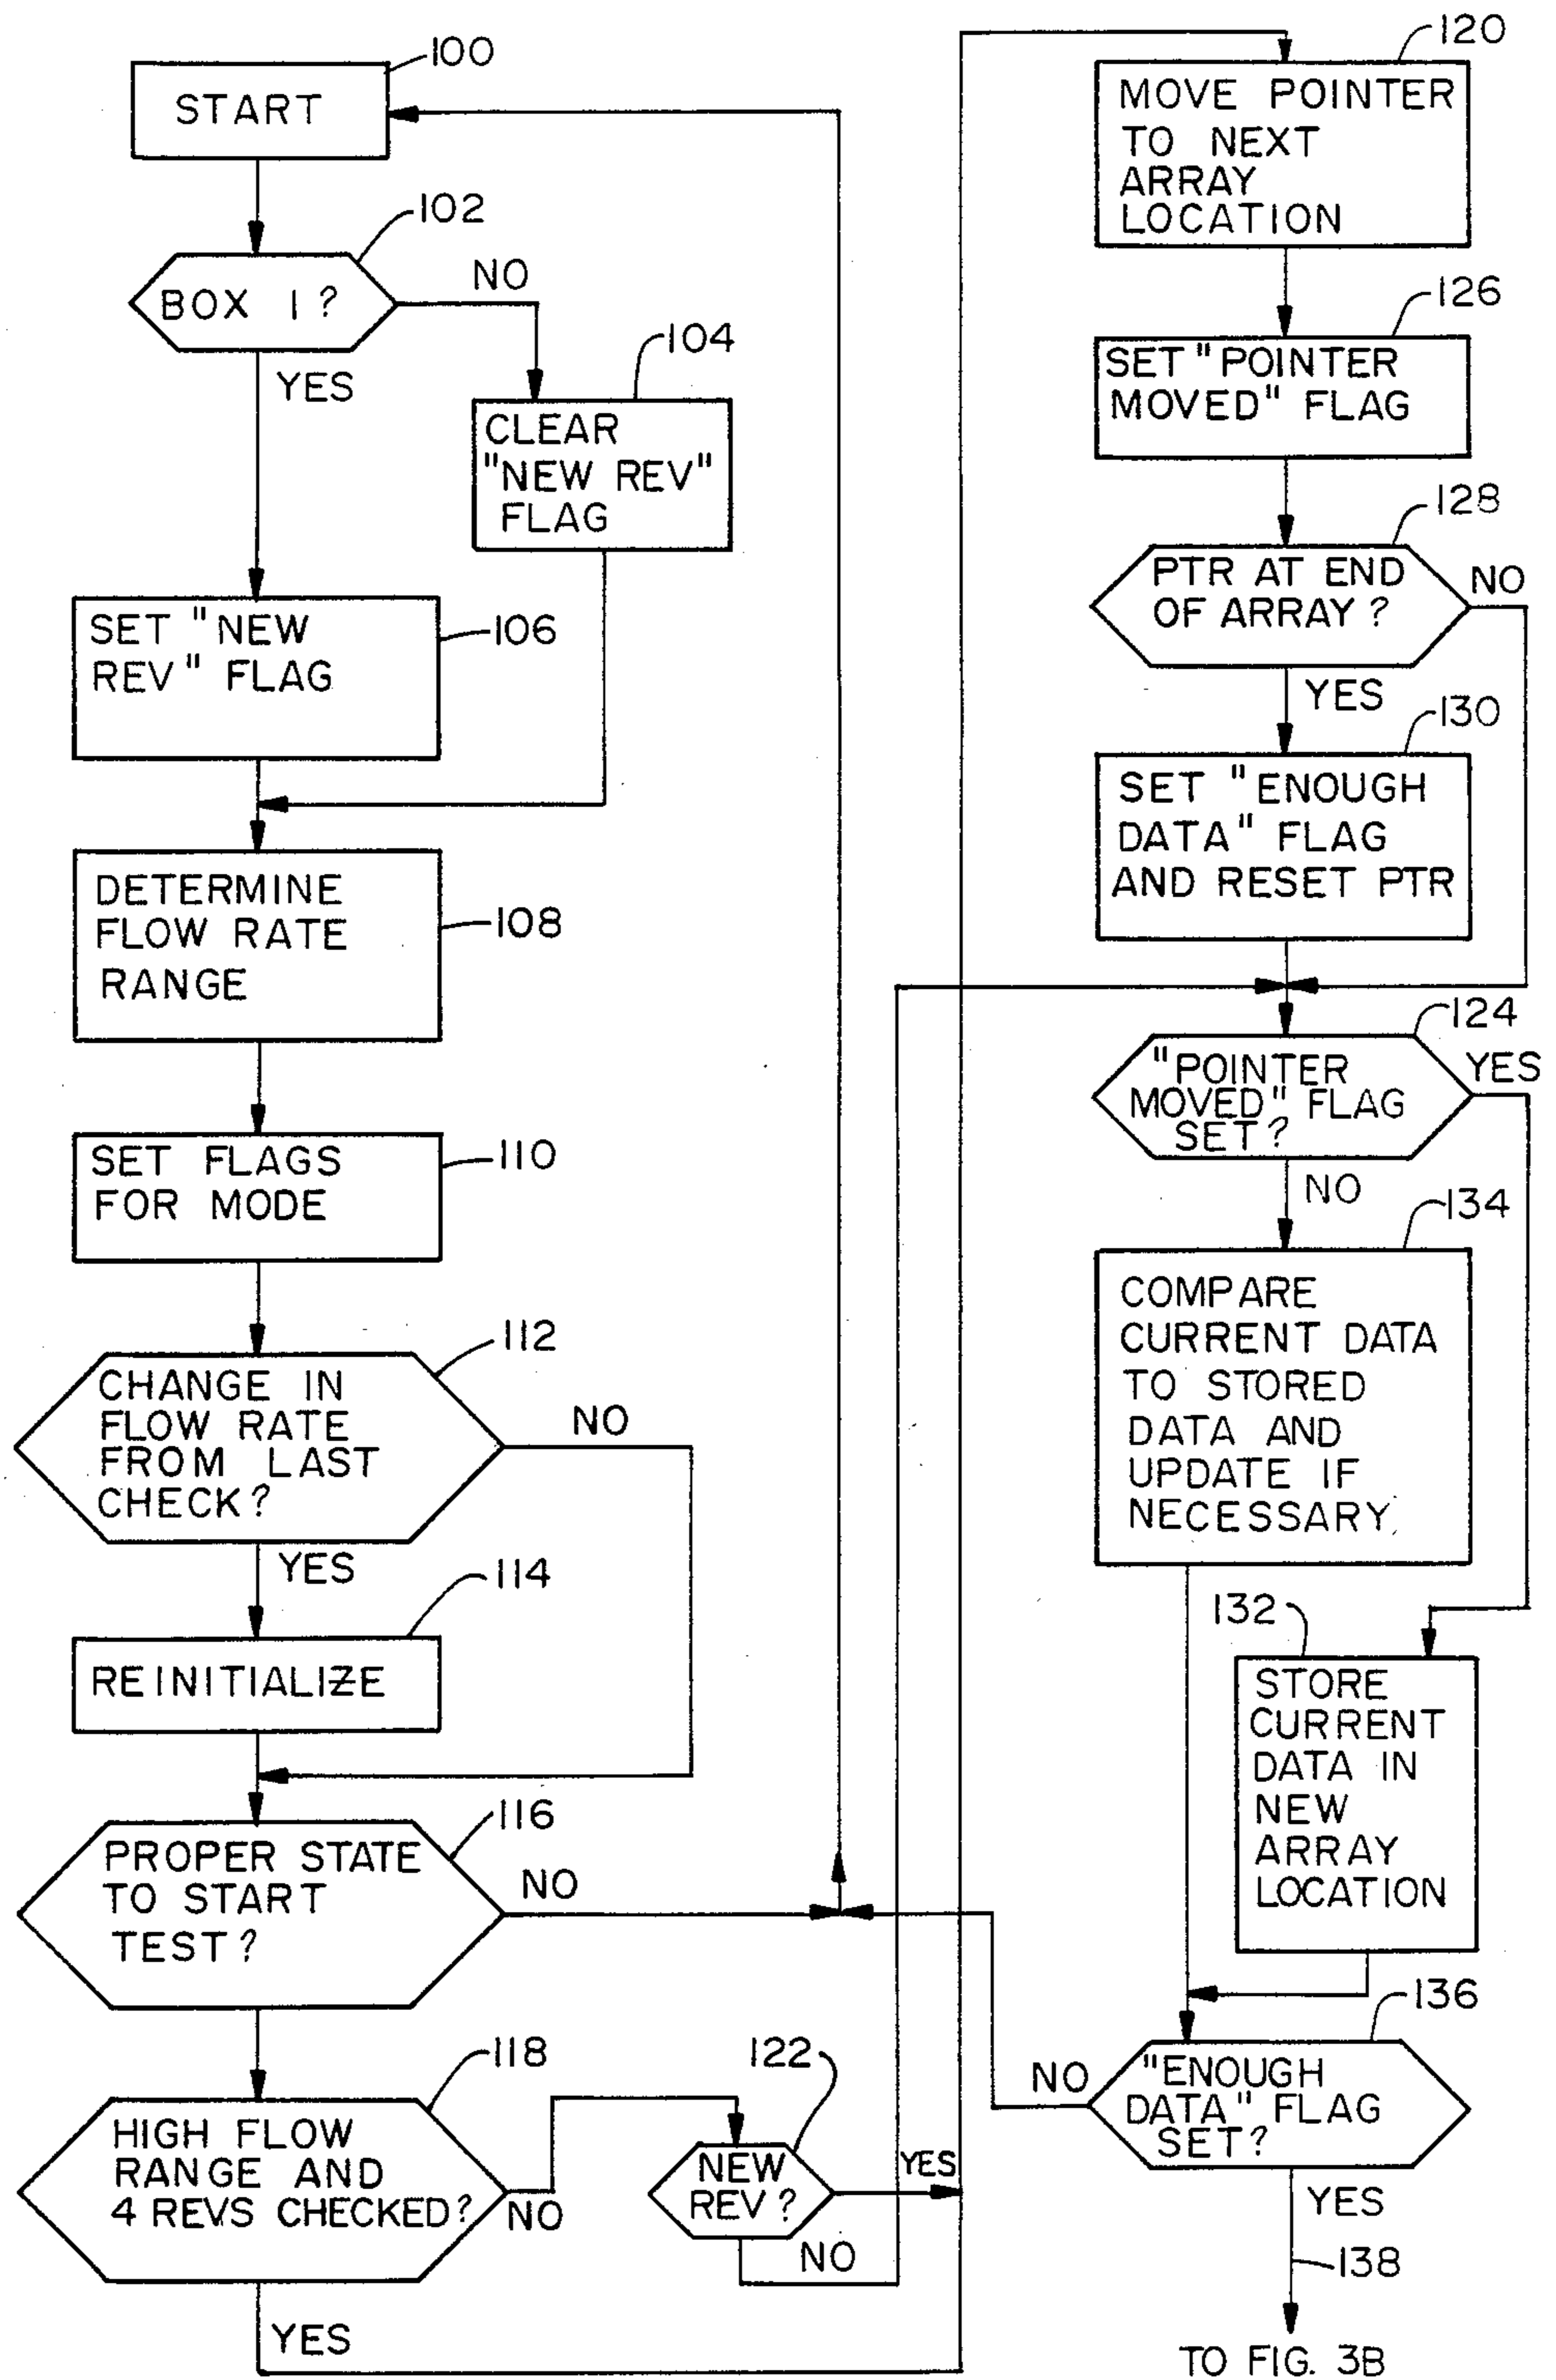 100
START
102
BOX 1?
NO
YES
104
CLEAR
"NEW REV"
FLAG
SET "NEW
REV" FLAG
106
DETERMINE
FLOW RATE
RANGE
108
SET FLAGS
FOR MODE
110
112
CHANGE IN
FLOW RATE
FROM LAST
CHECK?
NO
YES
114
REINITIALIZE
116
PROPER STATE
TO START
TEST?
NO
118
HIGH FLOW
RANGE AND
4 REVS CHECKED?
NO
YES
122
NEW
REV?
YES
NO
120
MOVE POINTER
TO NEXT
ARRAY
LOCATION
126
SET "POINTER
MOVED" FLAG
128
PTR AT END
OF ARRAY?
NO
YES
130
SET "ENOUGH
DATA" FLAG
AND RESET PTR
124
"POINTER
MOVED" FLAG
SET?
YES
NO
134
COMPARE
CURRENT DATA
TO STORED
DATA AND
UPDATE IF
NECESSARY
132
STORE
CURRENT
DATA IN
NEW
ARRAY
LOCATION
136
"ENOUGH
DATA" FLAG
SET?
NO
YES
138
TO FIG. 3B